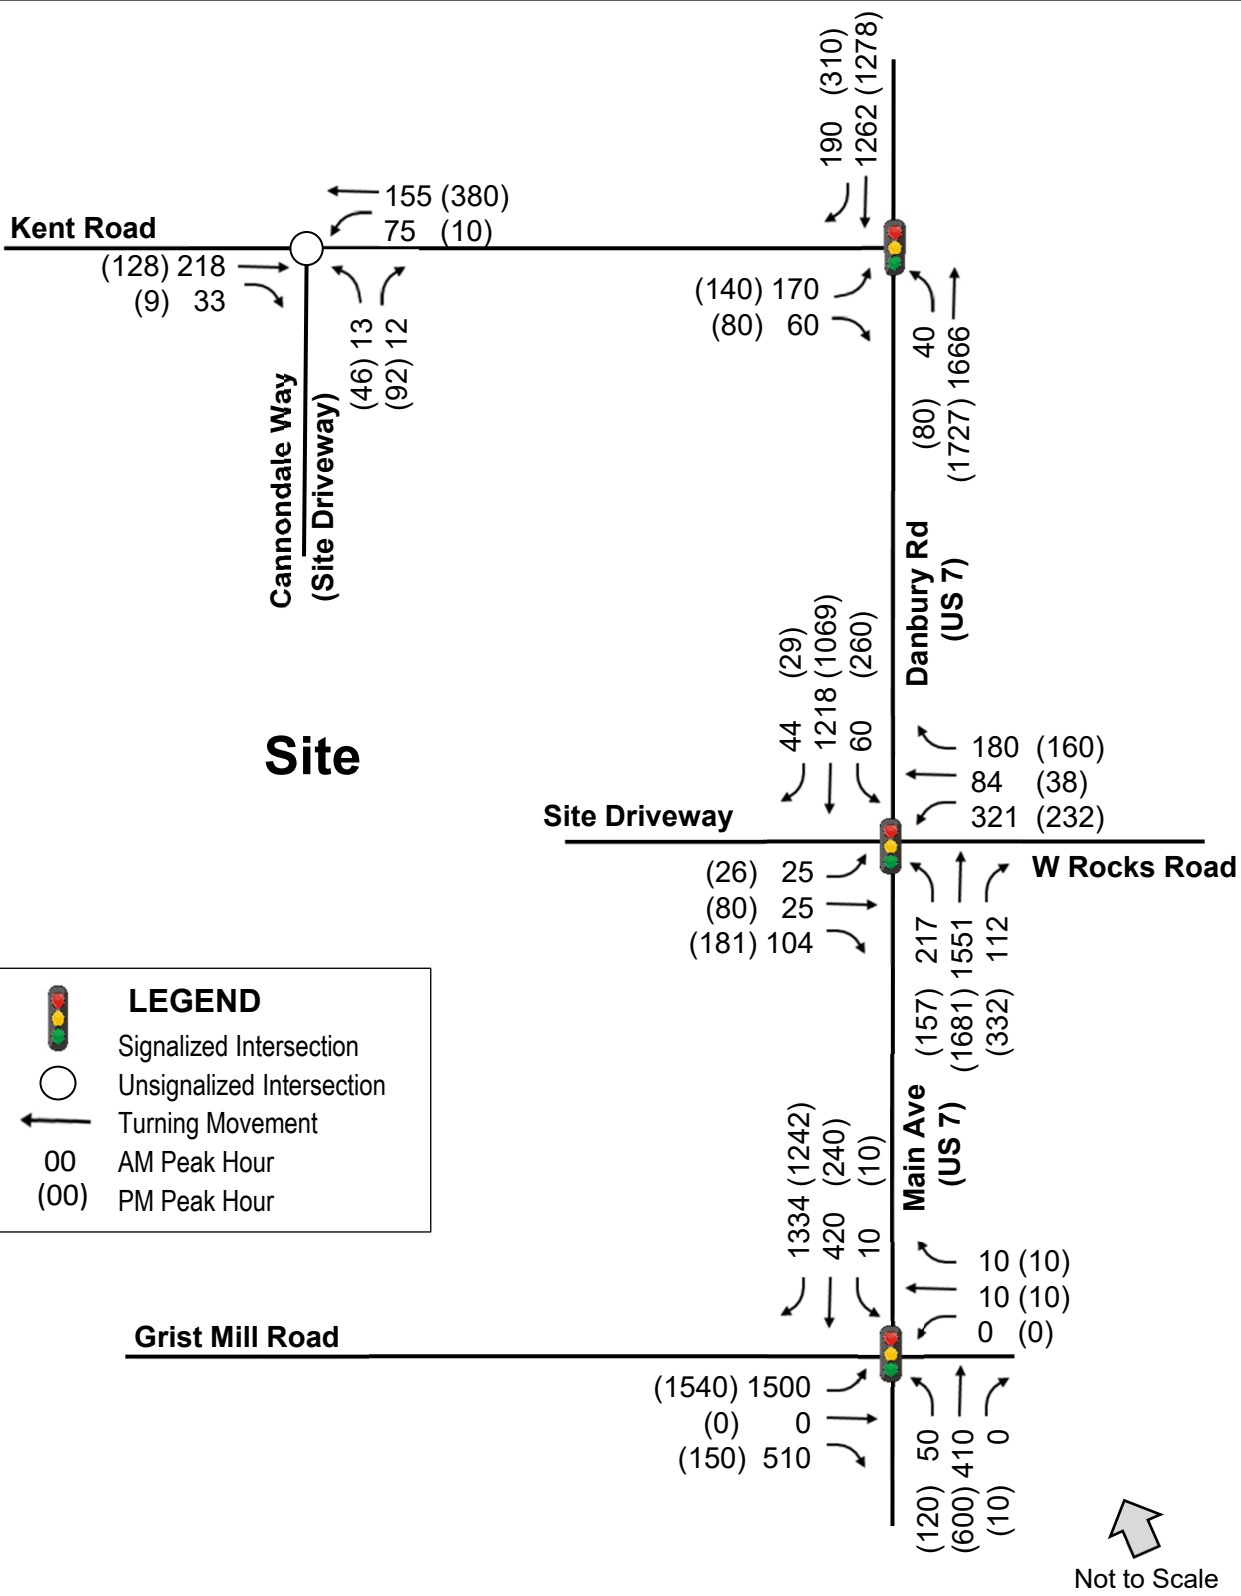 190 (310)
1262 (1278)
155 (380)
75 (10)
Kent Road
(128) 218
(9) 33
(46) 13
(92) 12
Cannondale Way
(Site Driveway)
(140) 170
(80) 60
(80) 40
(1727) 1666
Danbury Rd
(US 7)
44 (29)
1218 (1069)
60 (260)
Site
180 (160)
84 (38)
321 (232)
Site Driveway
W Rocks Road
(26) 25
(80) 25
(181) 104
(157) 217
(1681) 1551
(332) 112
LEGEND
Signalized Intersection
Unsignalized Intersection
Turning Movement
00 AM Peak Hour
(00) PM Peak Hour
Main Ave
(US 7)
1334 (1242)
420 (240)
10 (10)
10 (10)
10 (10)
0 (0)
Grist Mill Road
(1540) 1500
(0) 0
(150) 510
(120) 50
(600) 410
(10) 0
Not to Scale